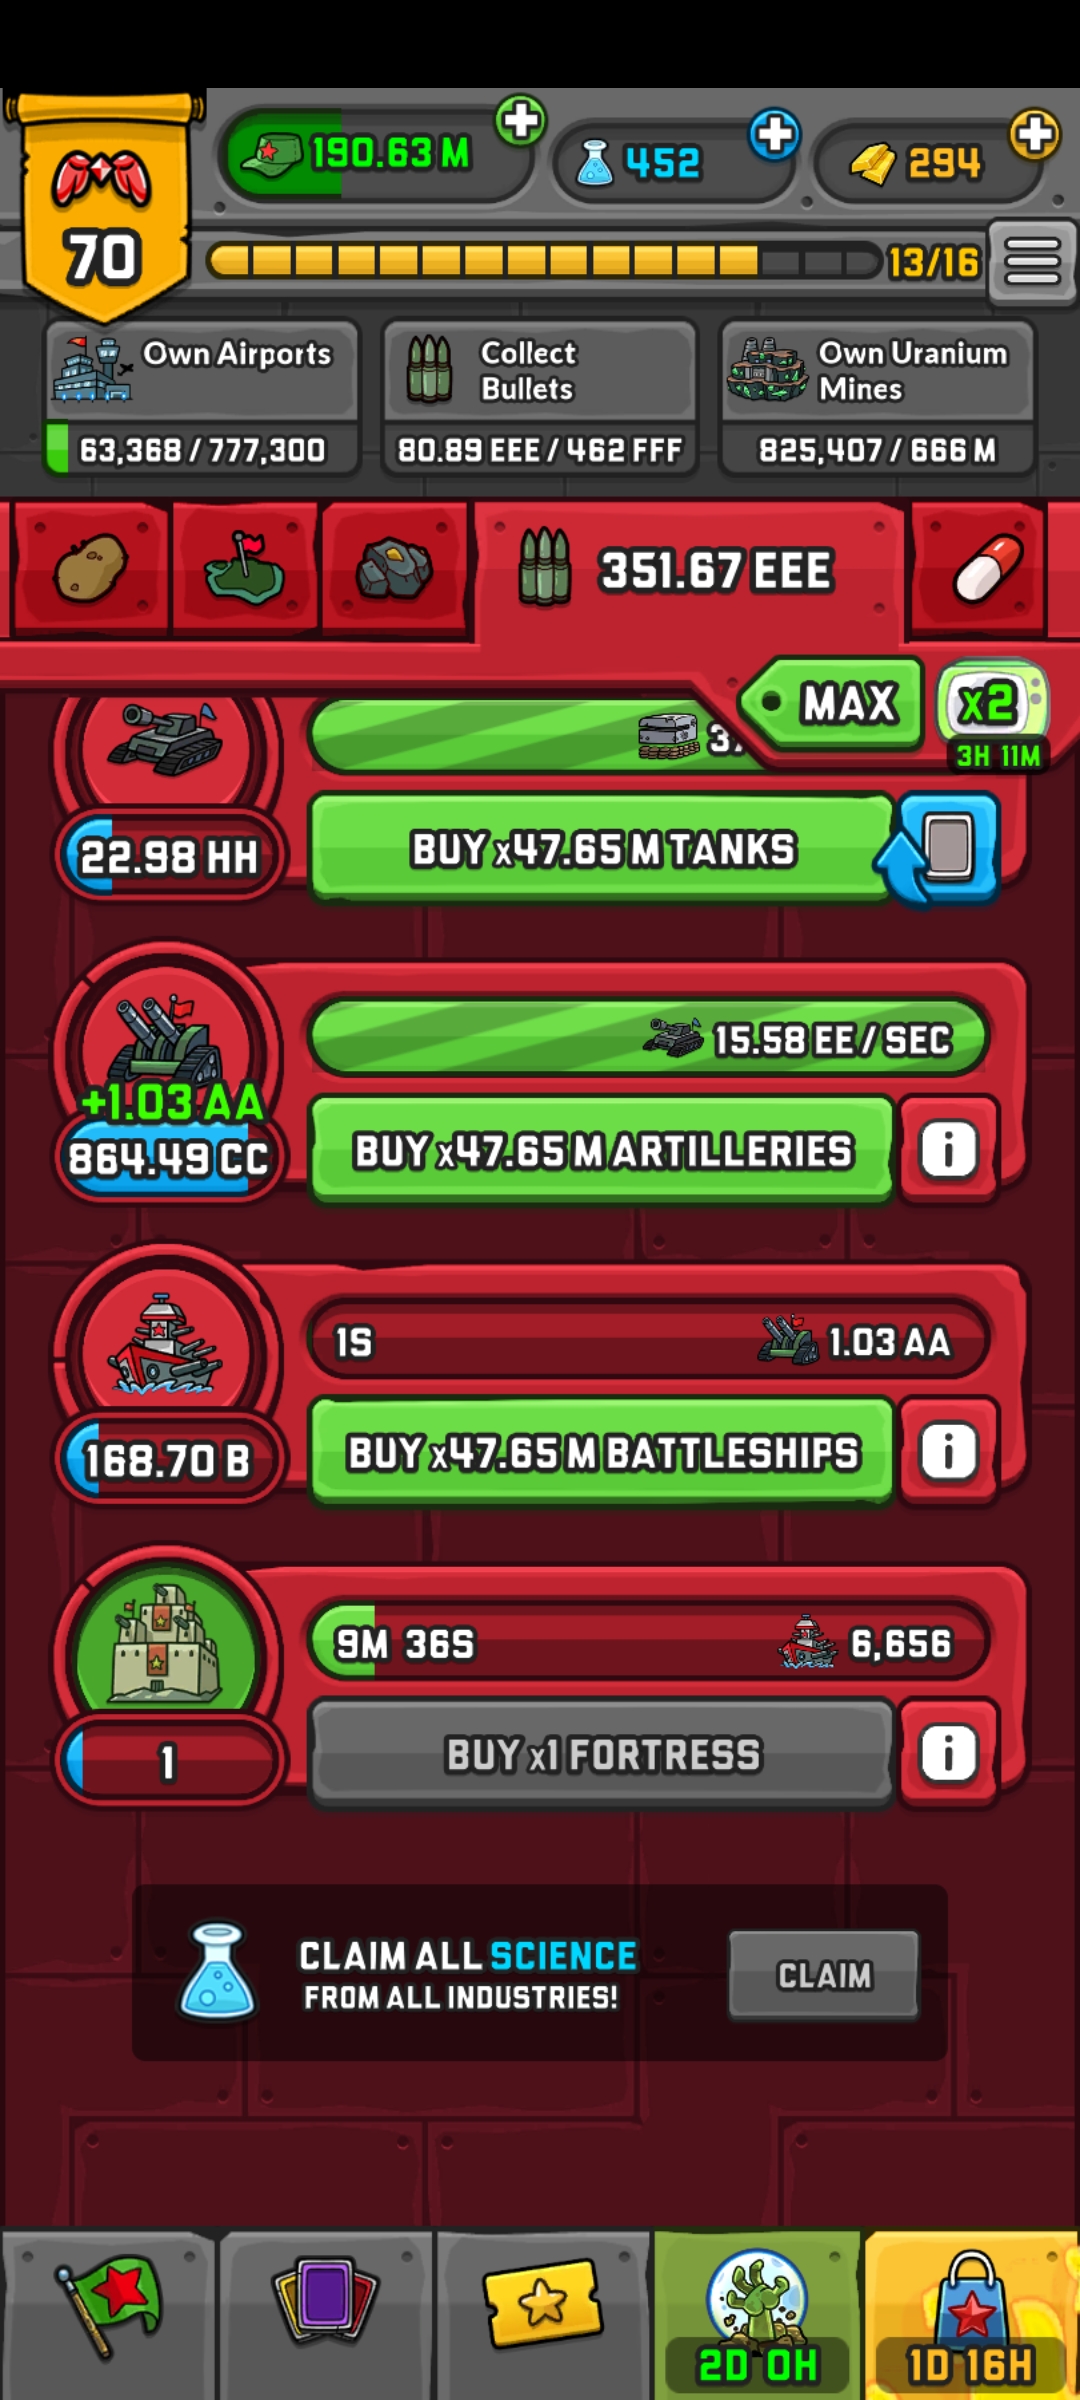 190.63 M
452
294
70
13/16
Own Airports
63,368 / 777,300
Collect
Bullets
80.89 EEE / 462 FFF
Own Uranium
Mines
825,407 / 666 M
351.67 EEE
MAX
x2
3H 11M
22.98 HH
BUY x47.65 M TANKS
+1.03 AA
864.49 CC
15.58 EE / SEC
BUY x47.65 M ARTILLERIES
i
168.70 B
1S
1.03 AA
BUY x47.65 M BATTLESHIPS
i
1
9M 36S
6,656
BUY x1 FORTRESS
i
CLAIM ALL SCIENCE
FROM ALL INDUSTRIES!
CLAIM
2D 0H
1D 16H